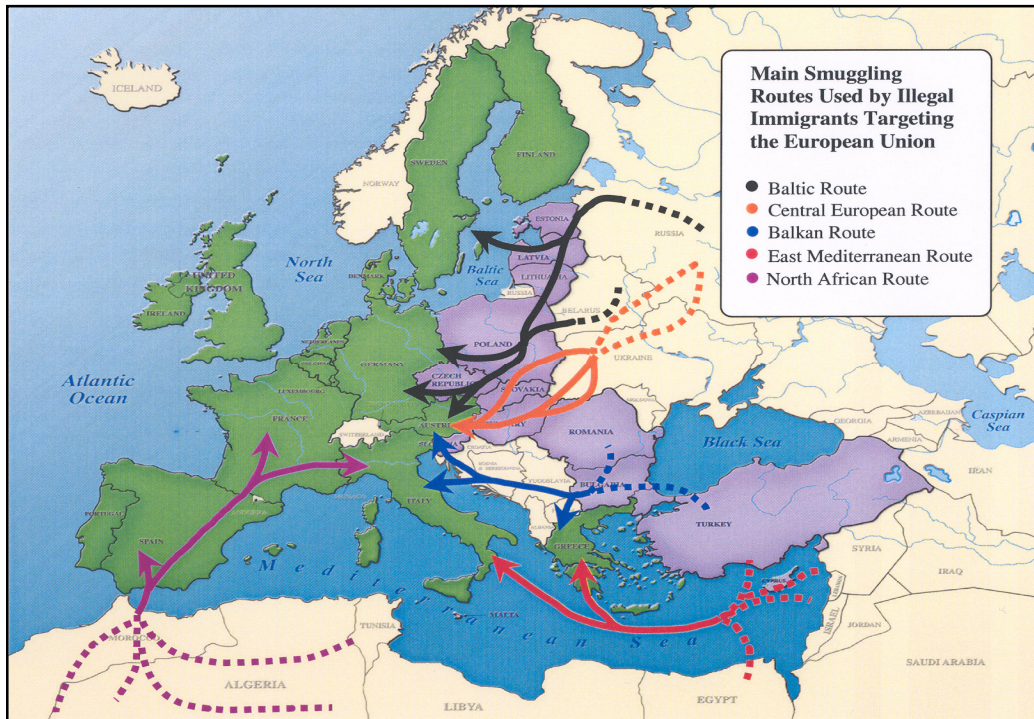 ICELAND
Main Smuggling
Routes Used by Illegal
Immigrants Targeting
the European Union
Baltic Route
Central European Route
Balkan Route
East Mediterranean Route
North African Route
FINLAND
SWEDEN
NORWAY
ESTONIA
RUSSIA
North
Sea
LATVIA
Baltic
Sea
DENMARK
UNITED
KINGDOM
LITHUANIA
RUSSIA
IRELAND
BELARUS
NETHERLANDS
POLAND
GERMANY
UKRAINE
Atlantic
Ocean
CZECH
REPUBLIC
LUXEMBOURG
SLOVAKIA
FRANCE
AUSTRIA
SWITZERLAND
ROMANIA
Black Sea
Caspian
Sea
GEORGIA
AZERBAIJAN
ARMENIA
YUGOSLAVIA
BULGARIA
ITALY
IRAN
PORTUGAL
SPAIN
TURKEY
GREECE
SYRIA
CYPRUS
IRAQ
LEBANON
Mediterranean Sea
MALTA
ISRAEL
JORDAN
MOROCCO
TUNISIA
ALGERIA
LIBYA
EGYPT
SAUDI ARABIA